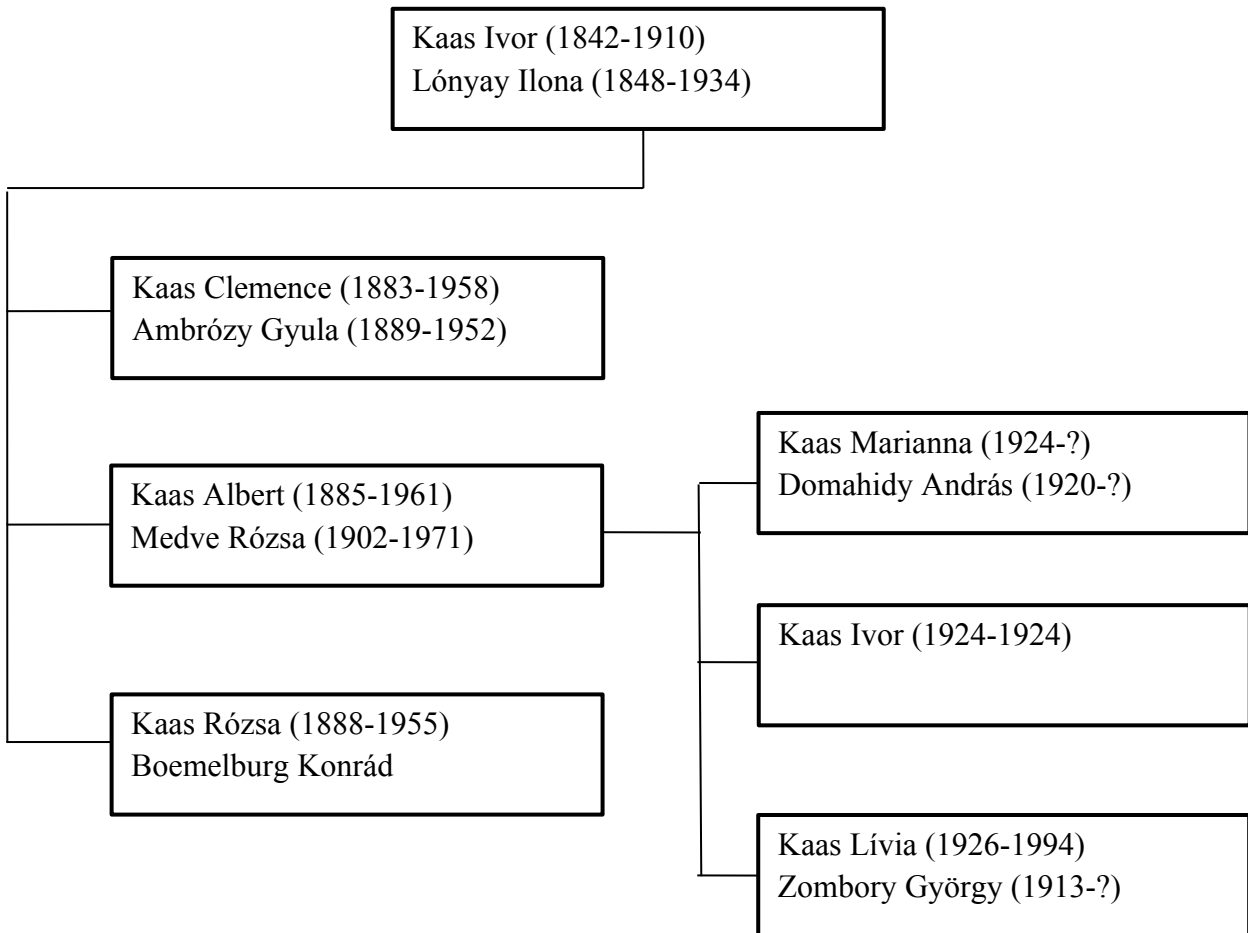 Kaas Ivor (1842-1910)
Lónyay Ilona (1848-1934)
Kaas Clemence (1883-1958)
Ambrózy Gyula (1889-1952)
Kaas Albert (1885-1961)
Medve Rózsa (1902-1971)
Kaas Rózsa (1888-1955)
Boemelburg Konrád
Kaas Marianna (1924-?)
Domahidy András (1920-?)
Kaas Ivor (1924-1924)
Kaas Lívia (1926-1994)
Zombory György (1913-?)